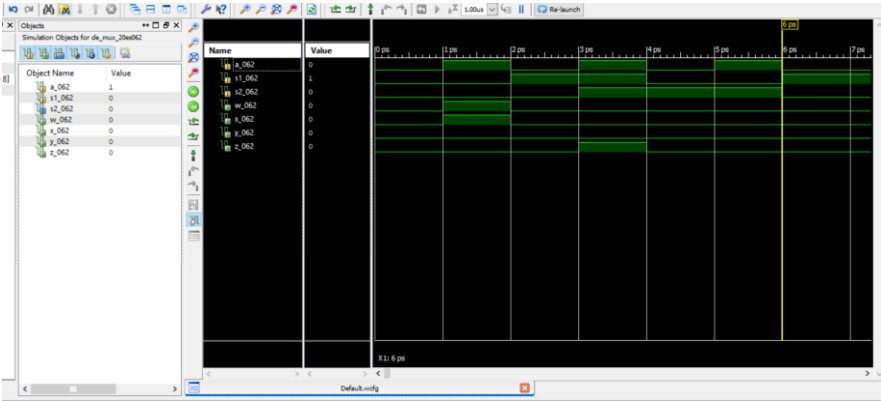 1.00us
Re-launch
Objects
Simulation Objects for de_mux_20es062
Object Name Value
a_062 1
s1_062 0
s2_062 0
w_062 0
x_062 0
y_062 0
z_062 0
8]
Name Value
a_062 0
s1_062 1
s2_062 0
w_062 0
x_062 0
y_062 0
z_062 0
6 ps
0 ps 1 ps 2 ps 3 ps 4 ps 5 ps 6 ps 7 ps
X1: 6 ps
Default.wcfg